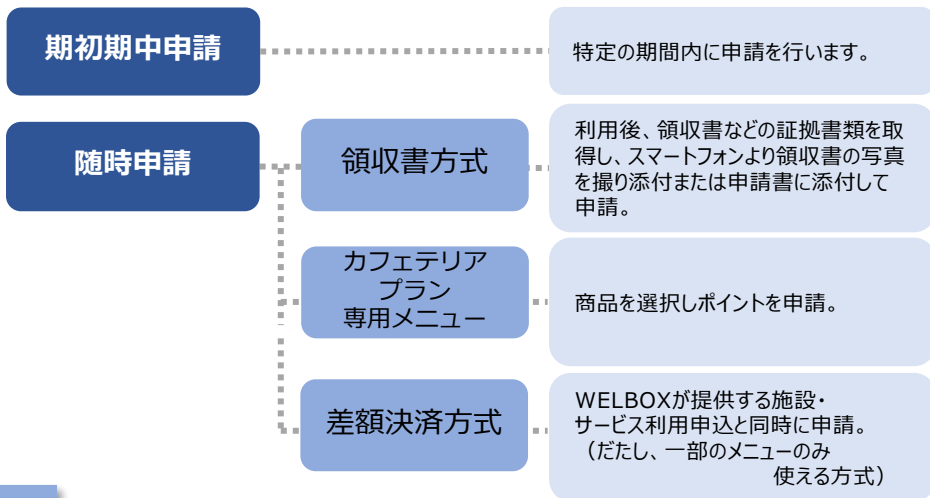 期初期中申請
特定の期間内に申請を行います。
随時申請
領収書方式
利用後、領収書などの証拠書類を取
得し、スマートフォンより領収書の写真
を撮り添付または申請書に添付して
申請。
カフェテリア
プラン
専用メニュー
商品を選択しポイントを申請。
差額決済方式
WELBOXが提供する施設・
サービス利用申込と同時に申請。
（だたし、一部のメニューのみ
使える方式）